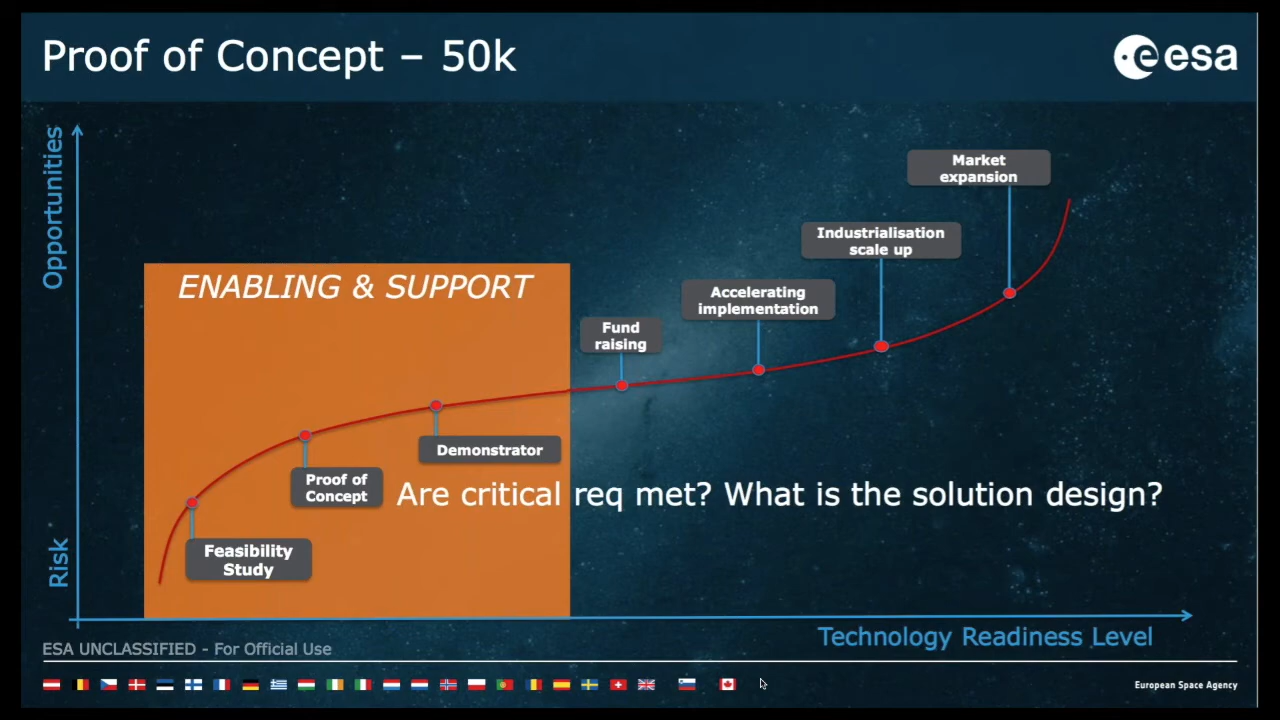 Proof of Concept – 50k
esa
Opportunities
Risk
Market
expansion
Industrialisation
scale up
Accelerating
implementation
Fund
raising
ENABLING & SUPPORT
Demonstrator
Proof of
Concept
Are critical req met? What is the solution design?
Feasibility
Study
Technology Readiness Level
ESA UNCLASSIFIED - For Official Use
European Space Agency